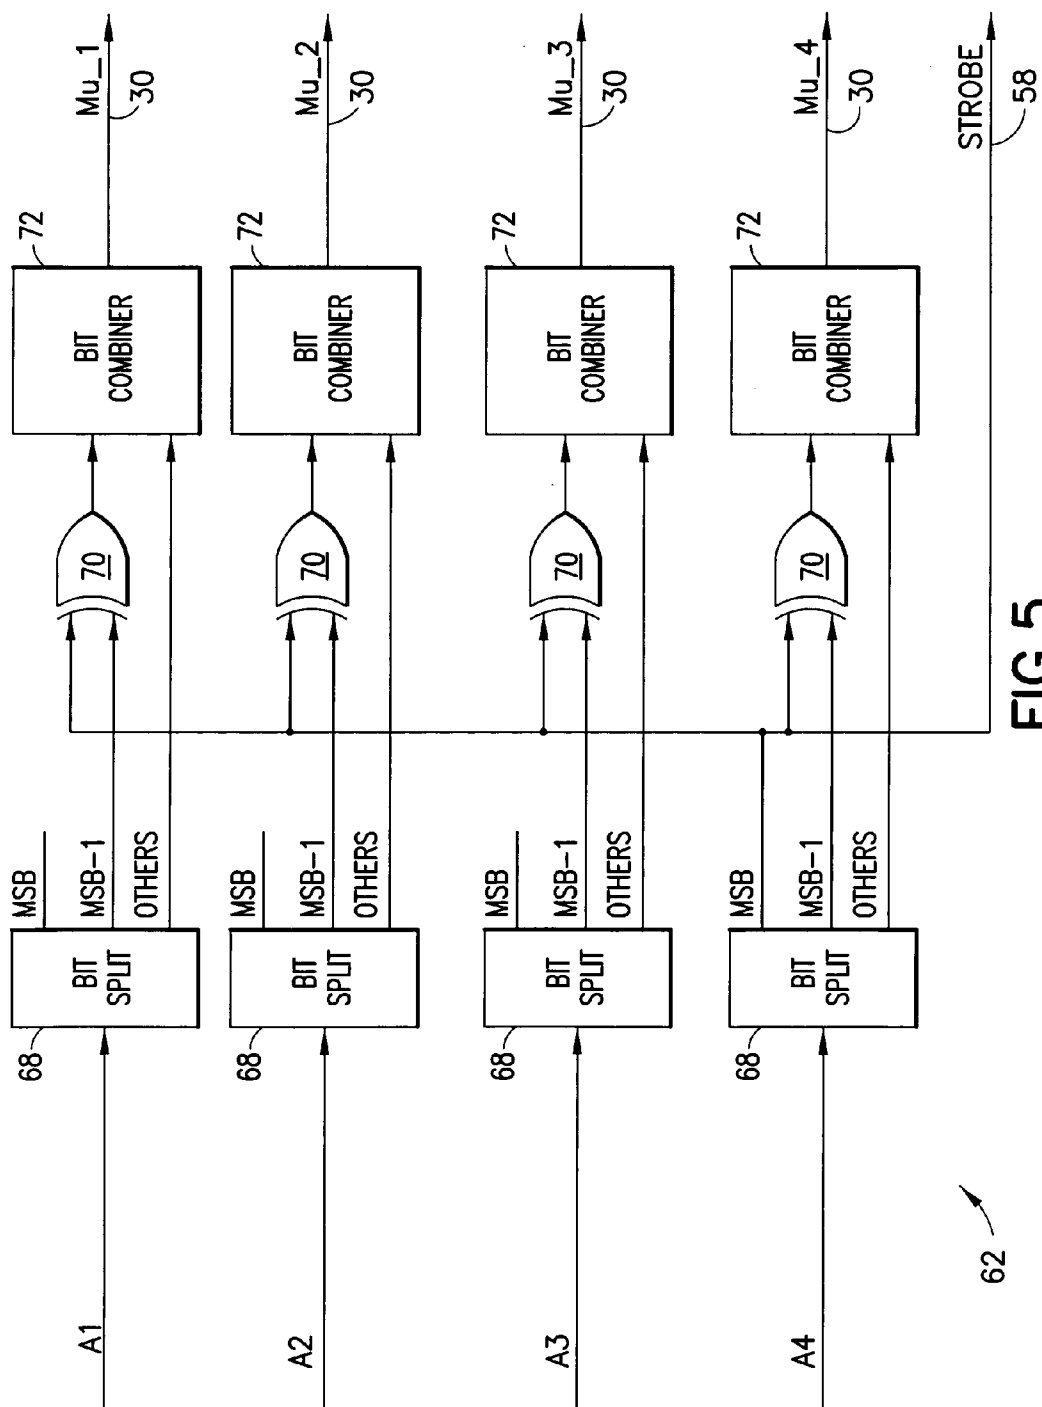 A1
68
BIT
SPLIT
MSB
MSB-1
OTHERS
70
72
BIT
COMBINER
Mu_1
30
A2
68
BIT
SPLIT
MSB
MSB-1
OTHERS
70
72
BIT
COMBINER
Mu_2
30
A3
68
BIT
SPLIT
MSB
MSB-1
OTHERS
70
72
BIT
COMBINER
Mu_3
30
A4
68
BIT
SPLIT
MSB
MSB-1
OTHERS
70
72
BIT
COMBINER
Mu_4
30
STROBE
58
62
FIG 5